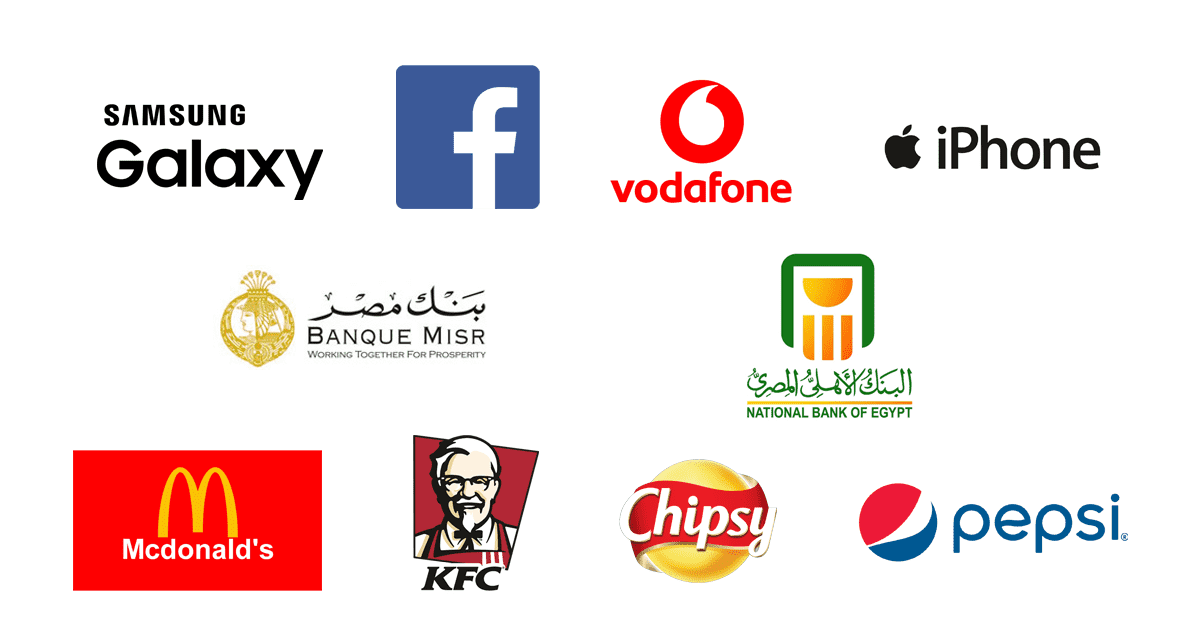 SAMSUNG
Galaxy
f
vodafone
iPhone
بنك مصر
BANQUE MISR
WORKING TOGETHER FOR PROSPERITY
البنك الأهلي المصري
NATIONAL BANK OF EGYPT
Mcdonald's
KFC
Chipsy
pepsi®